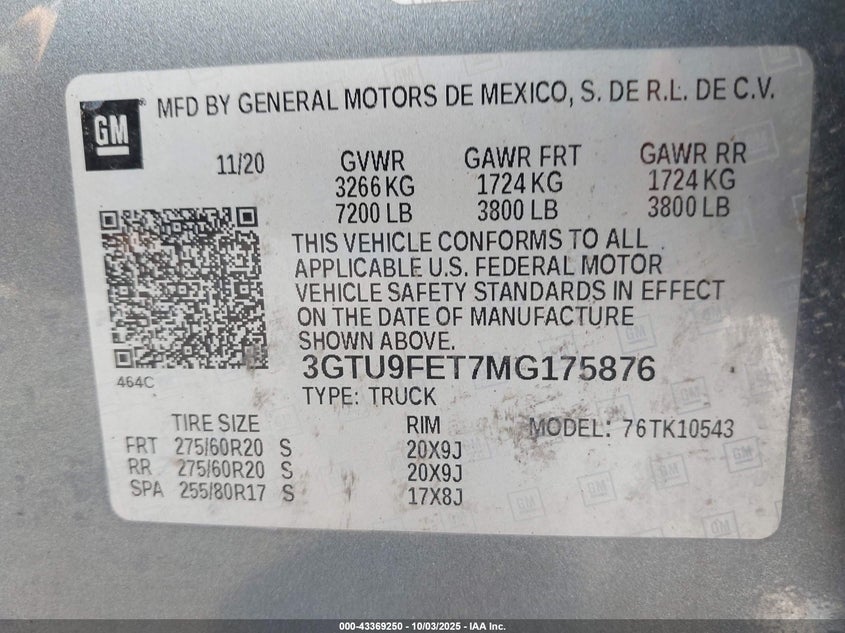 GM
MFD BY GENERAL MOTORS DE MEXICO, S. DE R.L. DE C.V.
11/20 GVWR GAWR FRT GAWR RR
3266 KG 1724 KG 1724 KG
7200 LB 3800 LB 3800 LB
THIS VEHICLE CONFORMS TO ALL
APPLICABLE U.S. FEDERAL MOTOR
VEHICLE SAFETY STANDARDS IN EFFECT
ON THE DATE OF MANUFACTURE
SHOWN ABOVE.
464C
3GTU9FET7MG175876
TYPE: TRUCK
TIRE SIZE RIM MODEL: 76TK10543
FRT 275/60R20 S 20X9J
RR 275/60R20 S 20X9J
SPA 255/80R17 S 17X8J
000-43369250 - 10/03/2025 - IAA Inc.